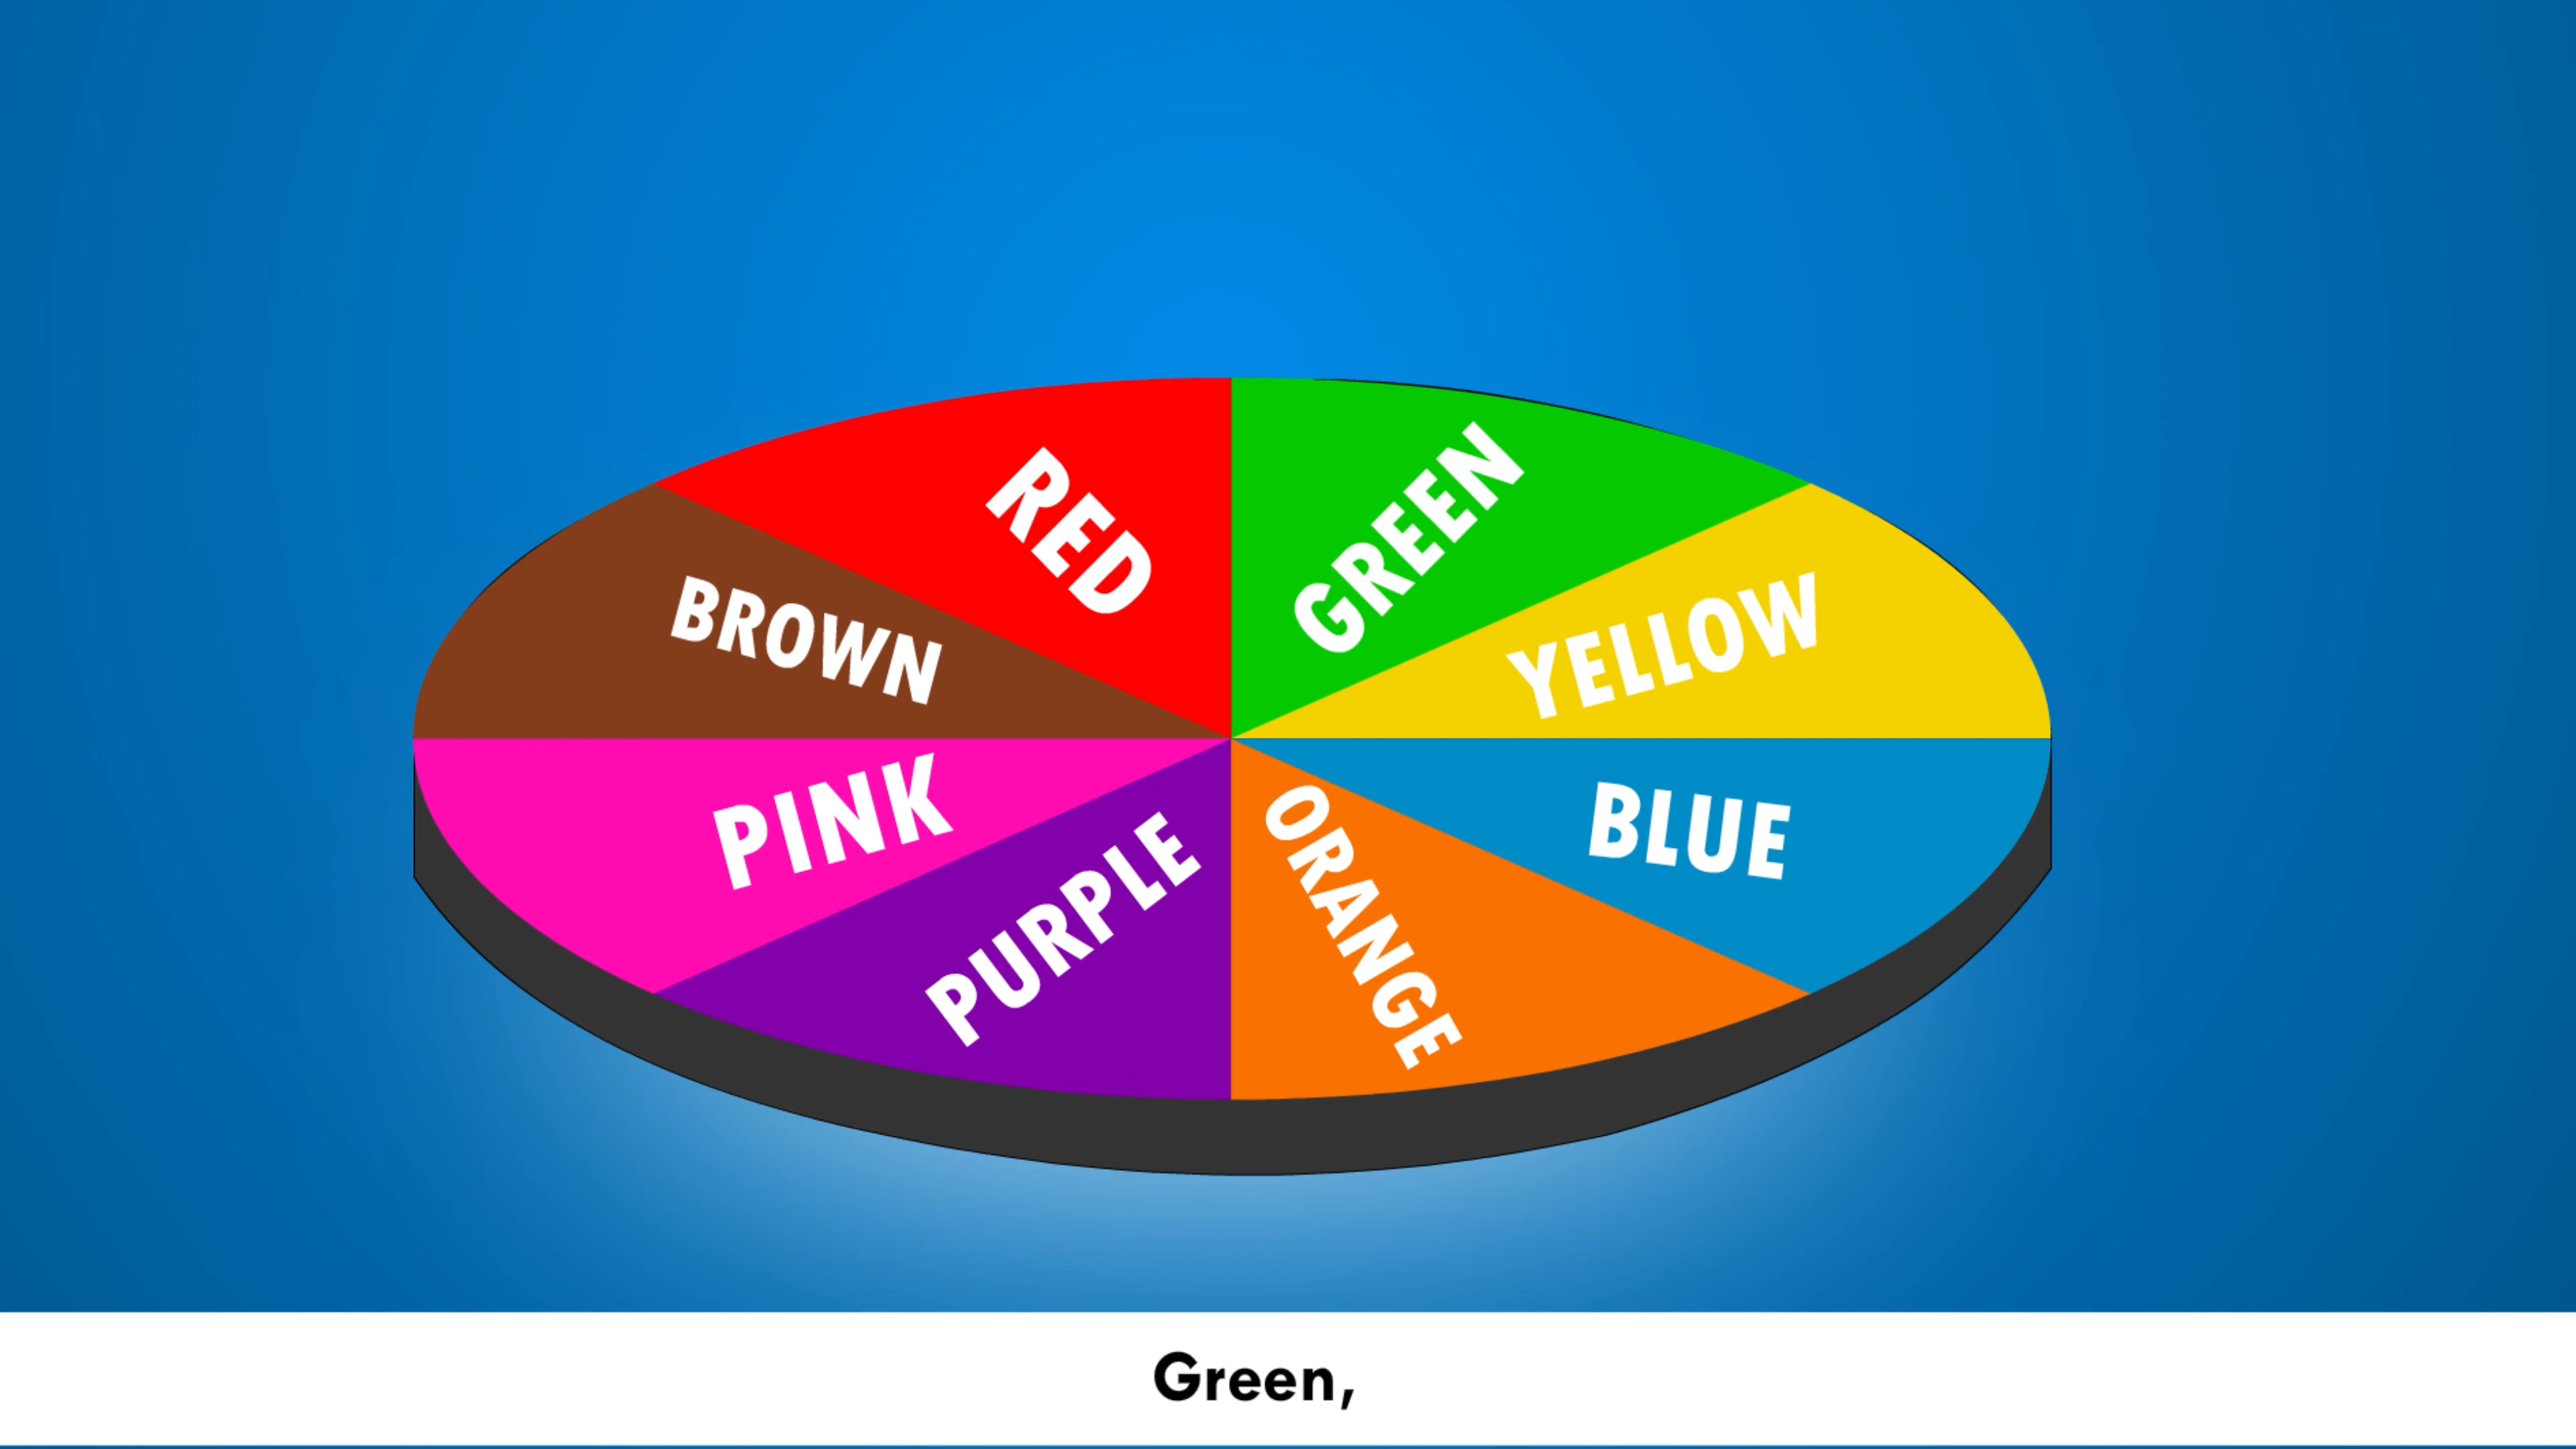 RED
GREEN
BROWN
YELLOW
PINK
BLUE
PURPLE
ORANGE
Green,